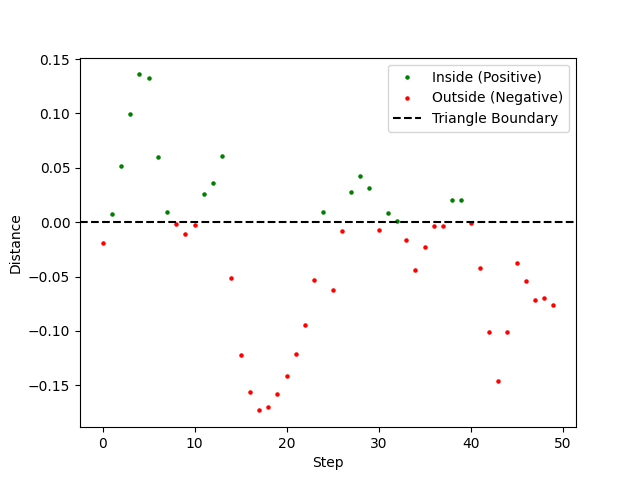 0.15
0.10
0.05
0.00
−0.05
−0.10
−0.15
Distance
Inside (Positive)
Outside (Negative)
Triangle Boundary
0 10 20 30 40 50
Step